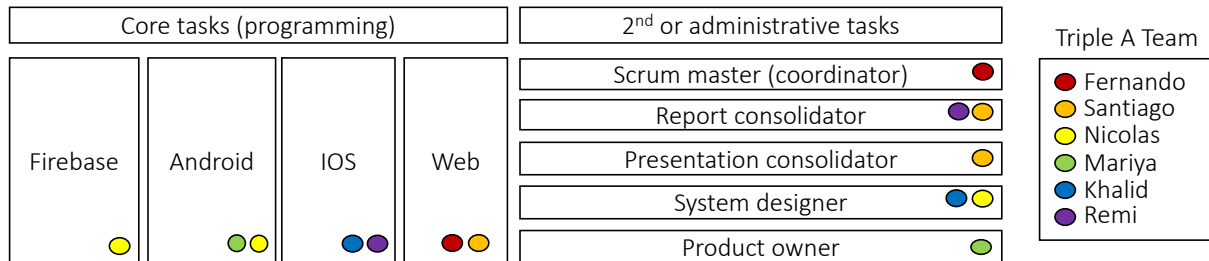 Core tasks (programming)
2nd or administrative tasks
Firebase
Android
IOS
Web
Scrum master (coordinator)
Report consolidator
Presentation consolidator
System designer
Product owner
Triple A Team
Fernando
Santiago
Nicolas
Mariya
Khalid
Remi